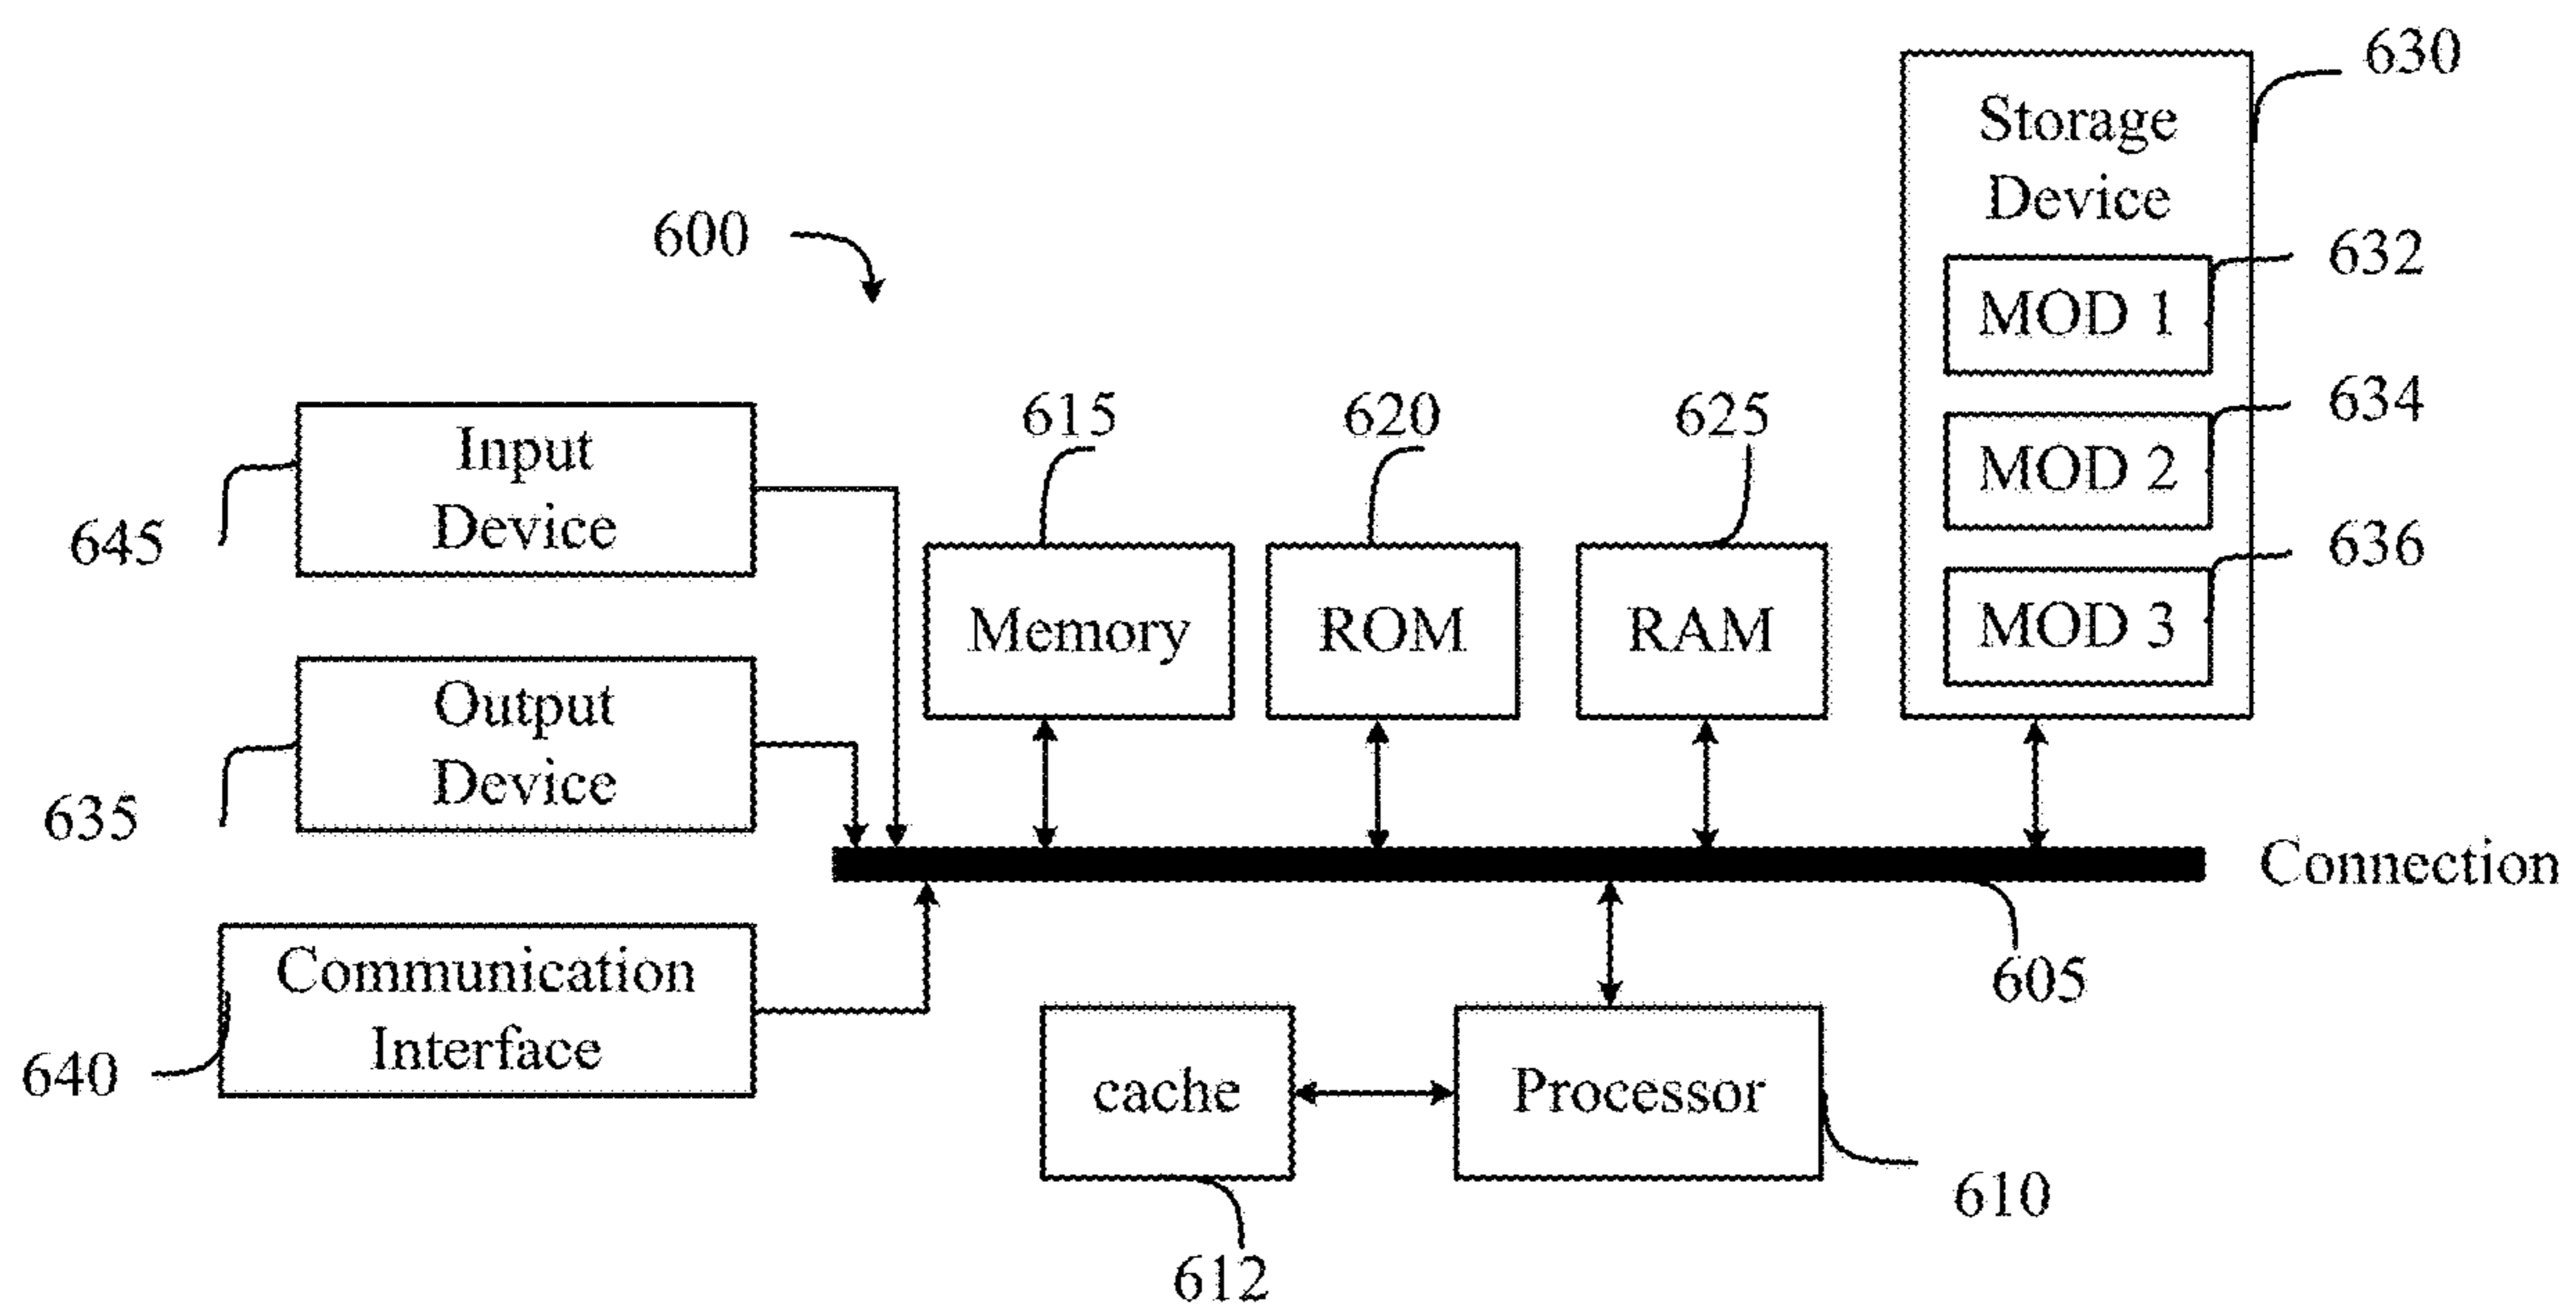 630
Storage
Device
600
632
MOD 1
615
620
625
634
MOD 2
Input
Device
645
636
MOD 3
Memory
ROM
RAM
Output
Device
635
Connection
Communication
Interface
640
605
cache
Processor
610
612